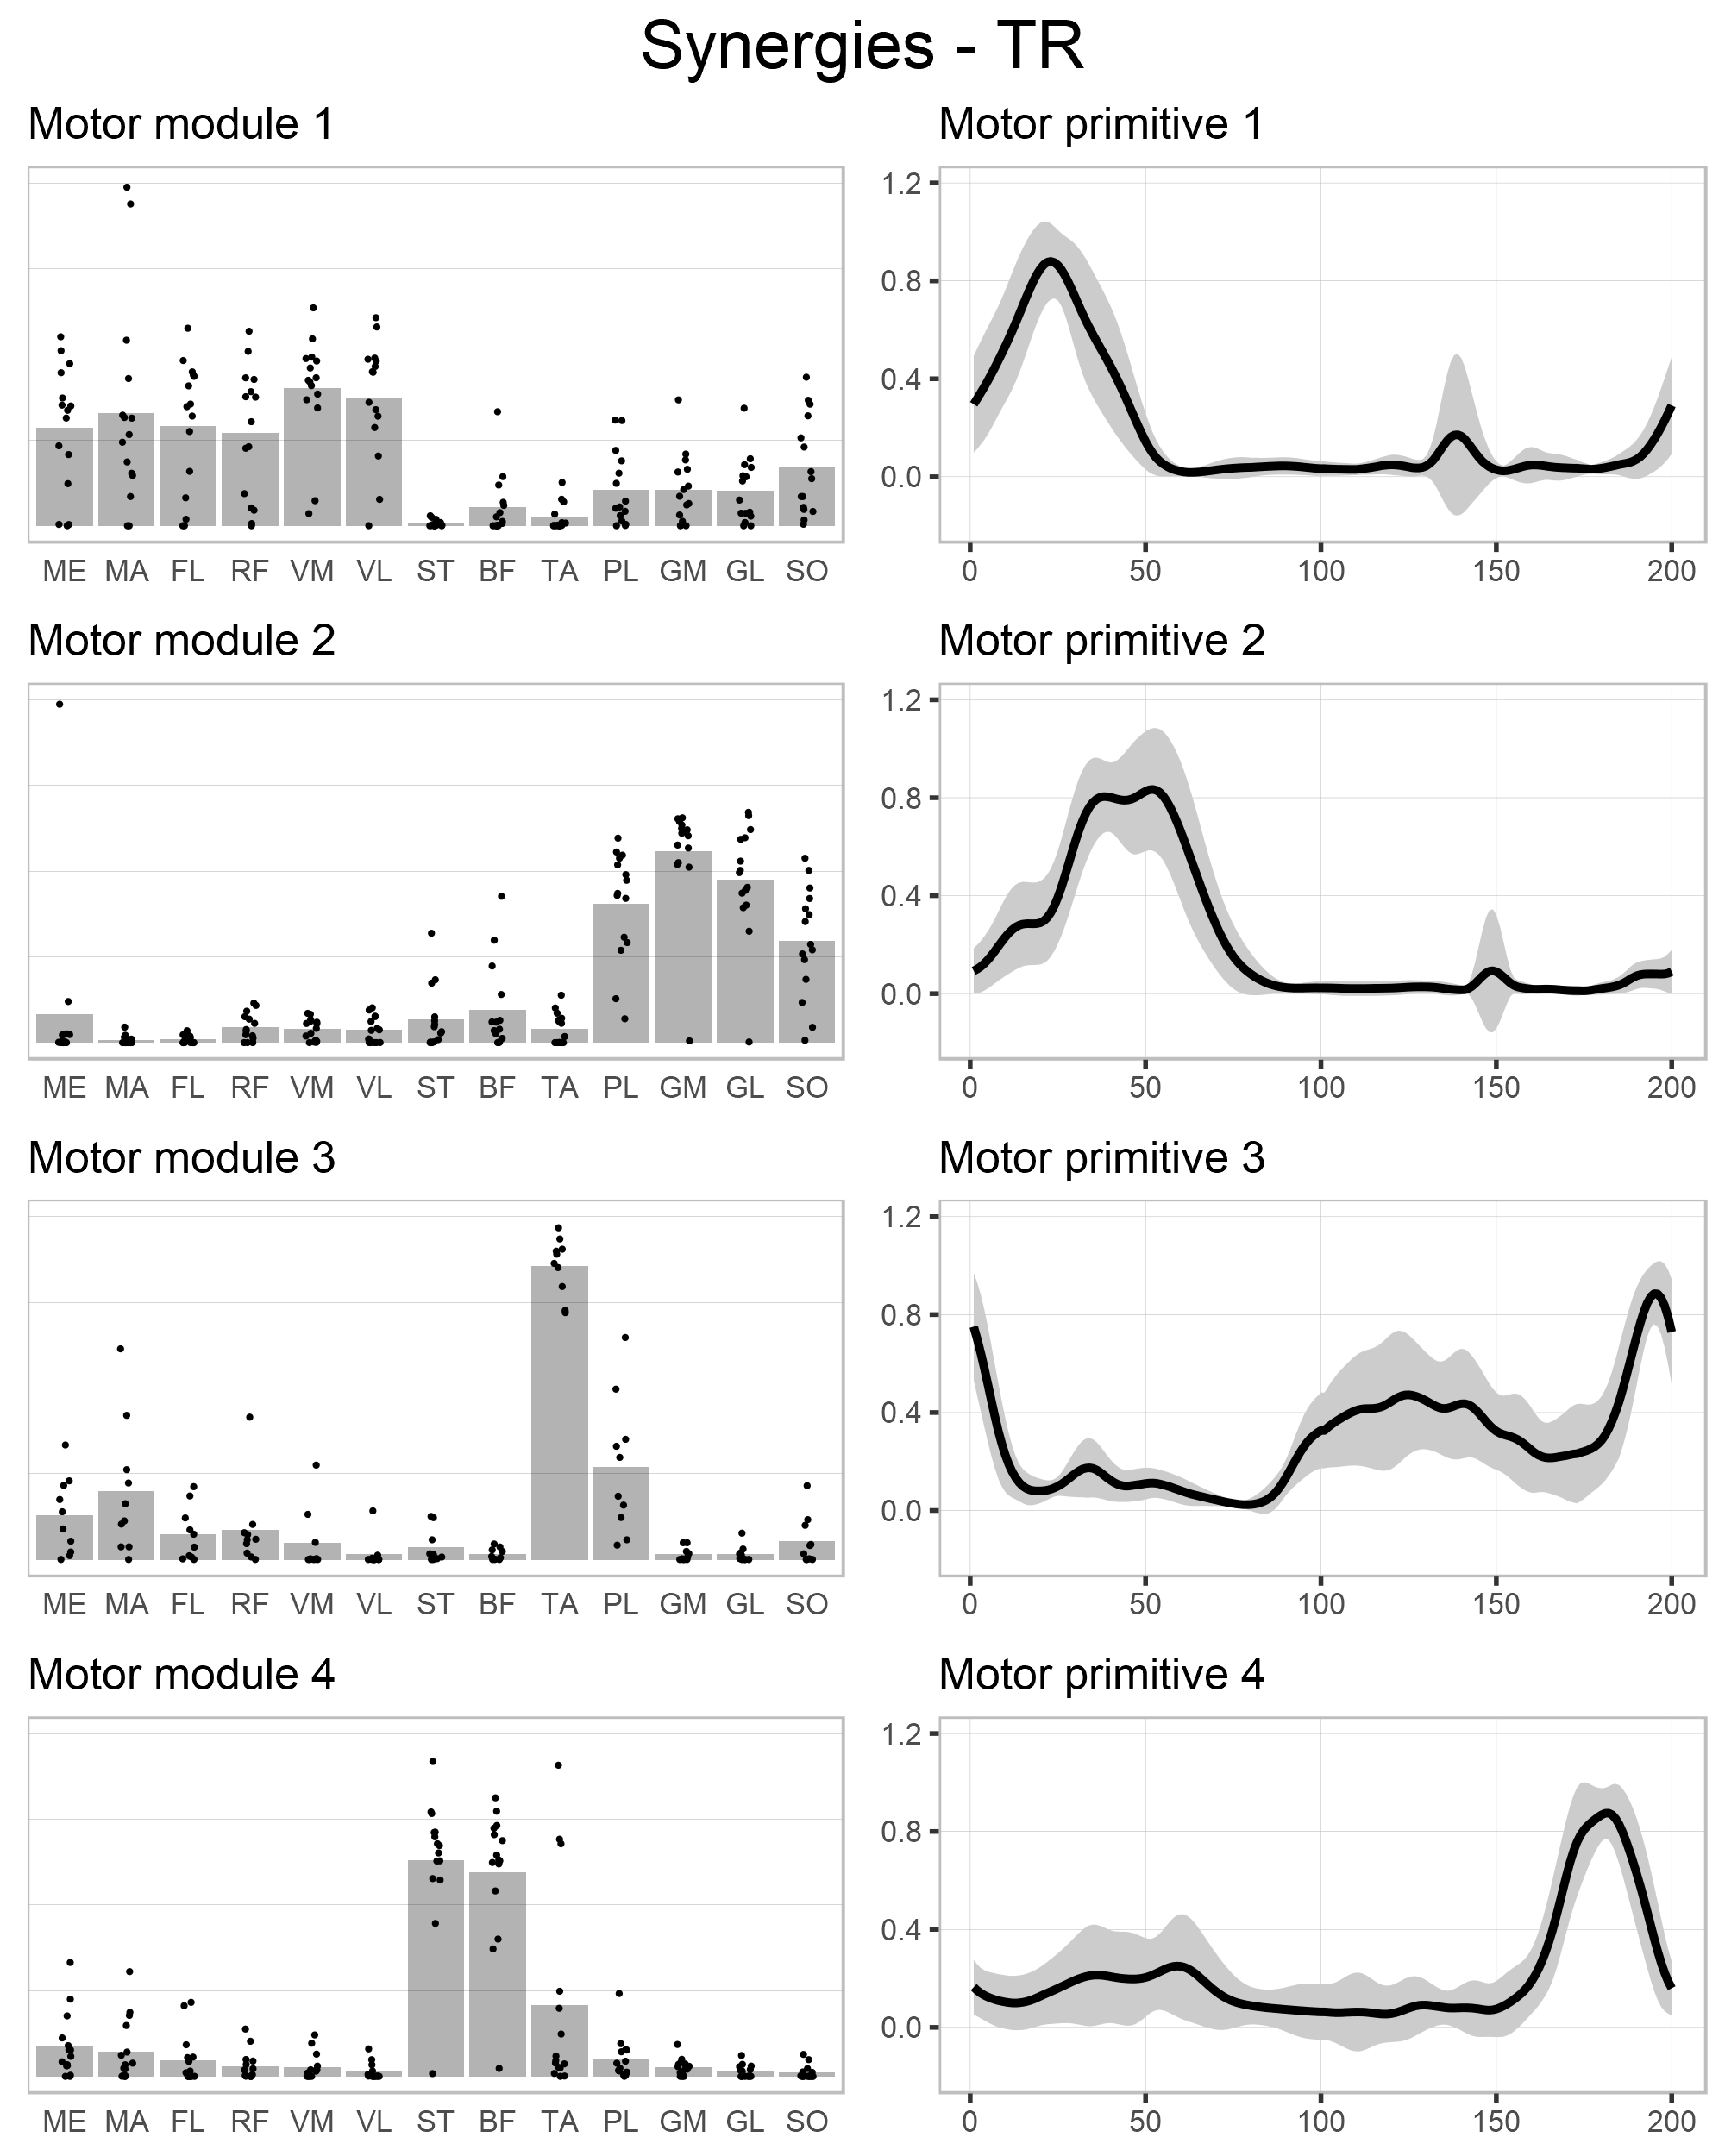 Synergies - TR
Motor module 1
Motor primitive 1
1.2
0.8
0.4
0.0
ME MA FL RF VM VL ST BF TA PL GM GL SO
0 50 100 150 200
Motor module 2
Motor primitive 2
1.2
0.8
0.4
0.0
ME MA FL RF VM VL ST BF TA PL GM GL SO
0 50 100 150 200
Motor module 3
Motor primitive 3
1.2
0.8
0.4
0.0
ME MA FL RF VM VL ST BF TA PL GM GL SO
0 50 100 150 200
Motor module 4
Motor primitive 4
1.2
0.8
0.4
0.0
ME MA FL RF VM VL ST BF TA PL GM GL SO
0 50 100 150 200